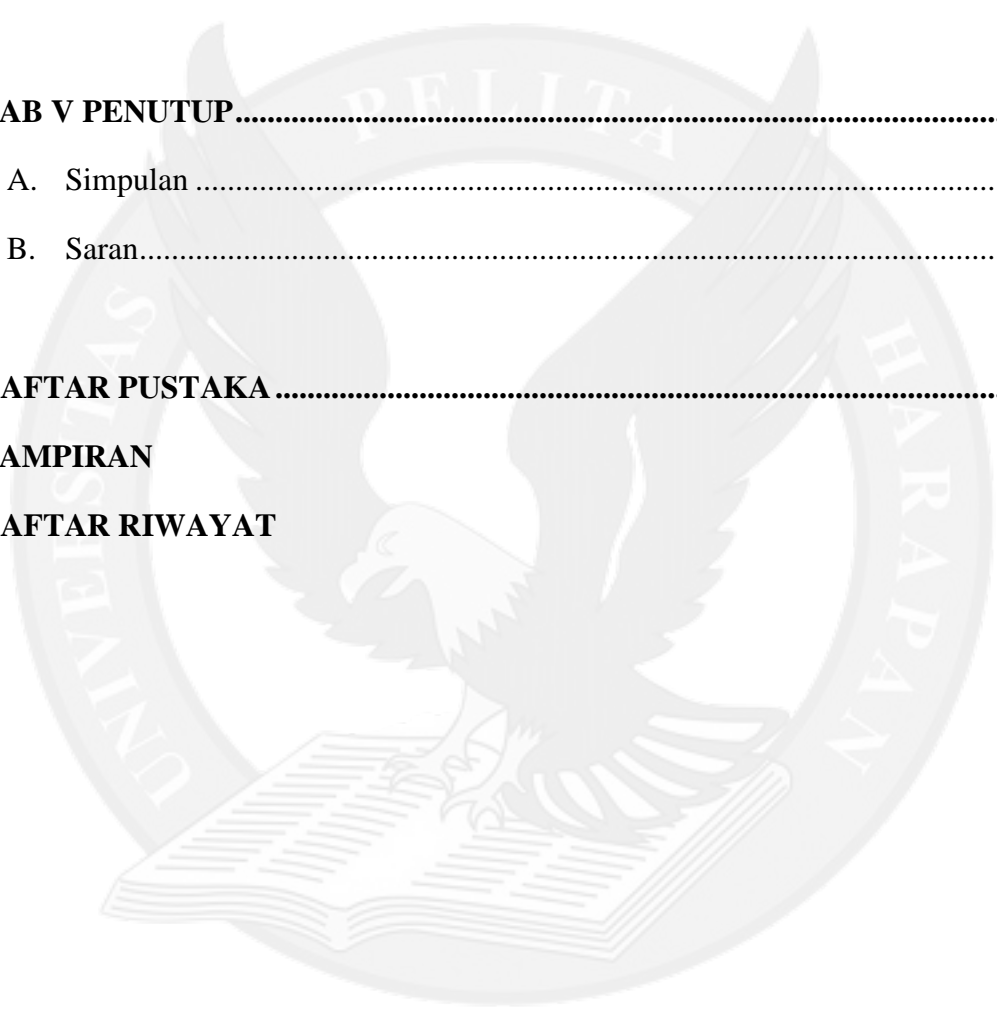 AB V PENUTUP........................................................................................
A. Simpulan ........................................................................................
B. Saran........................................................................................
AFTAR PUSTAKA ........................................................................................
AMPIRAN
AFTAR RIWAYAT
UNIVERSITAS PELITA HARAPAN